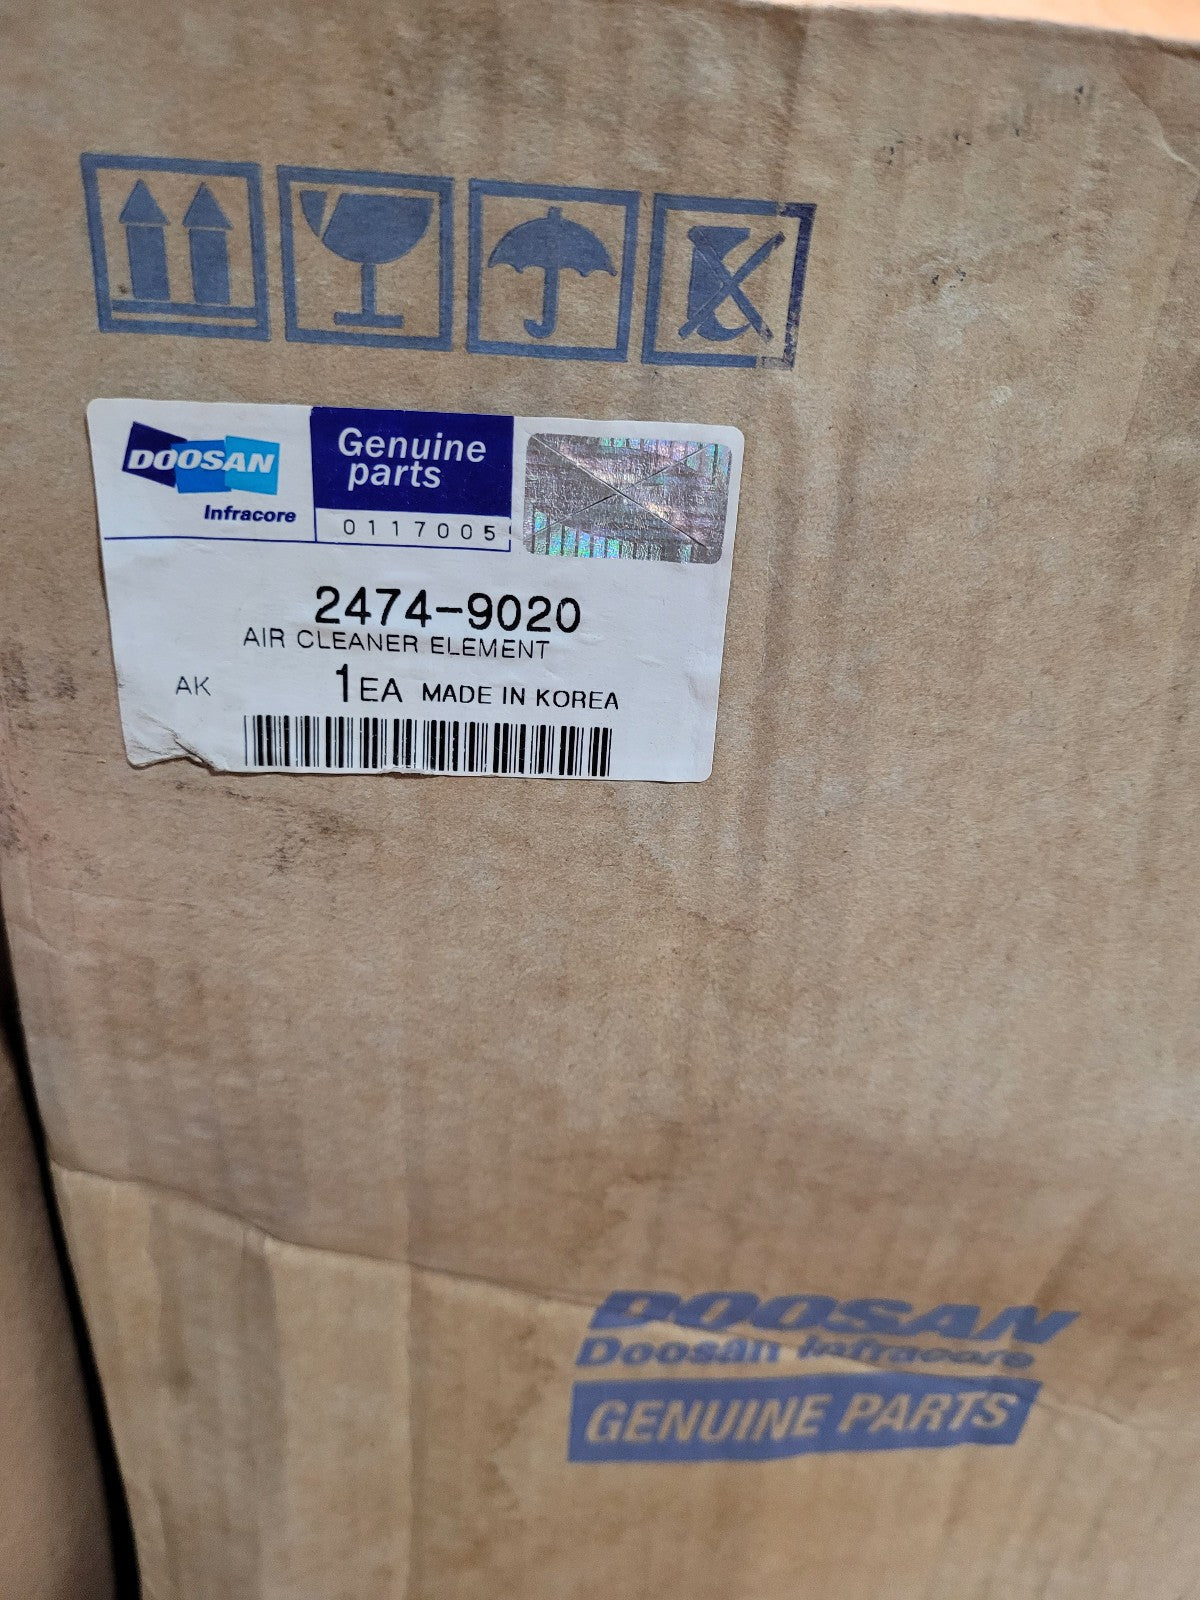 DOOSAN
Infracore
Genuine
parts
0117005
2474-9020
AIR CLEANER ELEMENT
AK 1EA MADE IN KOREA
DOOSAN
Doosan Infracore
GENUINE PARTS